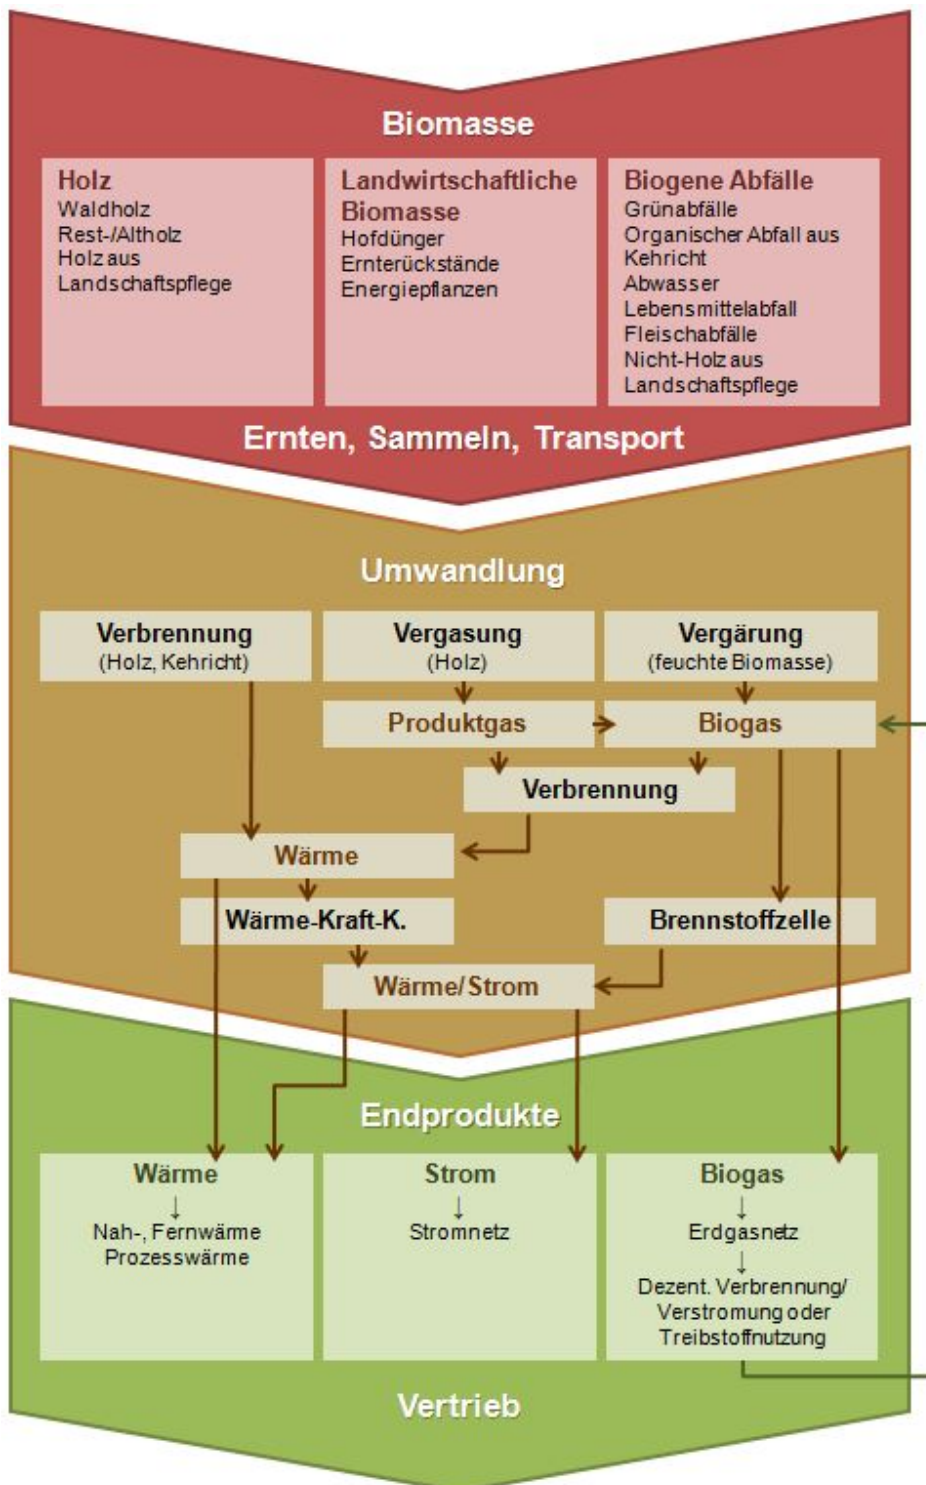 Biomasse
Holz
Waldholz
Rest-/Altholz
Holz aus
Landschaftspflege
Landwirtschaftliche
Biomasse
Hofdünger
Ernterückstände
Energiepflanzen
Biogene Abfälle
Grünabfälle
Organischer Abfall aus
Kehricht
Abwasser
Lebensmittelabfall
Fleischabfälle
Nicht-Holz aus
Landschaftspflege
Ernten, Sammeln, Transport
Umwandlung
Verbrennung
(Holz, Kehricht)
Vergasung
(Holz)
Vergärung
(feuchte Biomasse)
Produktgas
Biogas
Verbrennung
Wärme
Wärme-Kraft-K.
Brennstoffzelle
Wärme/Strom
Endprodukte
Wärme
↓
Nah-, Fernwärme
Prozesswärme
Strom
↓
Stromnetz
Biogas
↓
Erdgasnetz
↓
Dezent. Verbrennung/
Verstromung oder
Treibstoffnutzung
Vertrieb